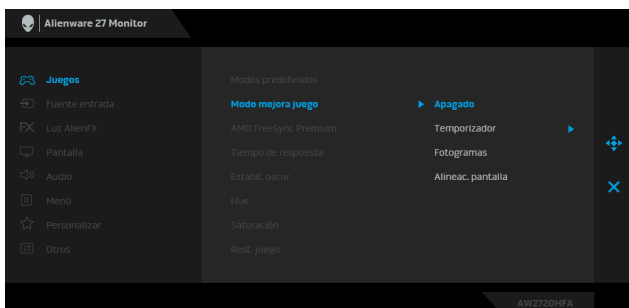 Alienware 27 Monitor
Juegos
Fuente entrada
Luz AlienFX
Pantalla
Audio
Menú
Personalizar
Otros
Modos predefinidos
Modo mejora juego
AMD FreeSync Premium
Tiempo de respuesta
Estabil. oscur.
Hue
Saturación
Rest. juego
Apagado
Temporizador
Fotogramas
Alineac. pantalla
AW2720HFA